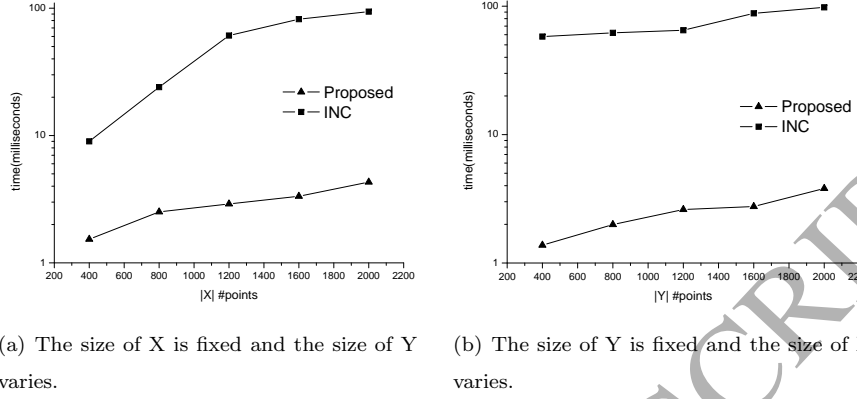 100
10
1
time(milliseconds)
Proposed
INC
200 400 600 800 1000 1200 1400 1600 1800 2000 2200
|X| #points
100
10
1
time(milliseconds)
Proposed
INC
200 400 600 800 1000 1200 1400 1600 1800 2000
|Y| #points
(a) The size of X is fixed and the size of Y
varies.
(b) The size of Y is fixed and the size of
varies.